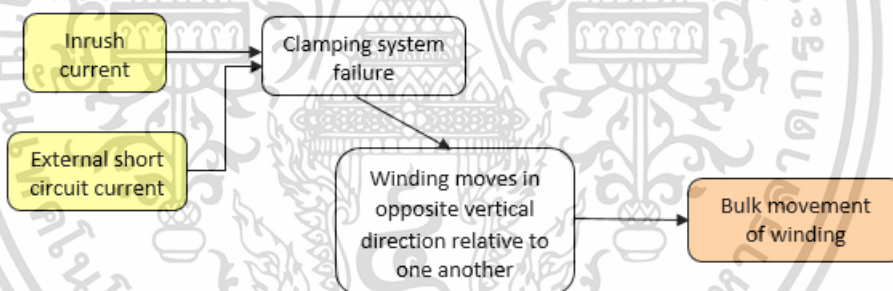 Inrush
current
Clamping system
failure
External short
circuit current
Winding moves in
opposite vertical
direction relative to
one another
Bulk movement
of winding